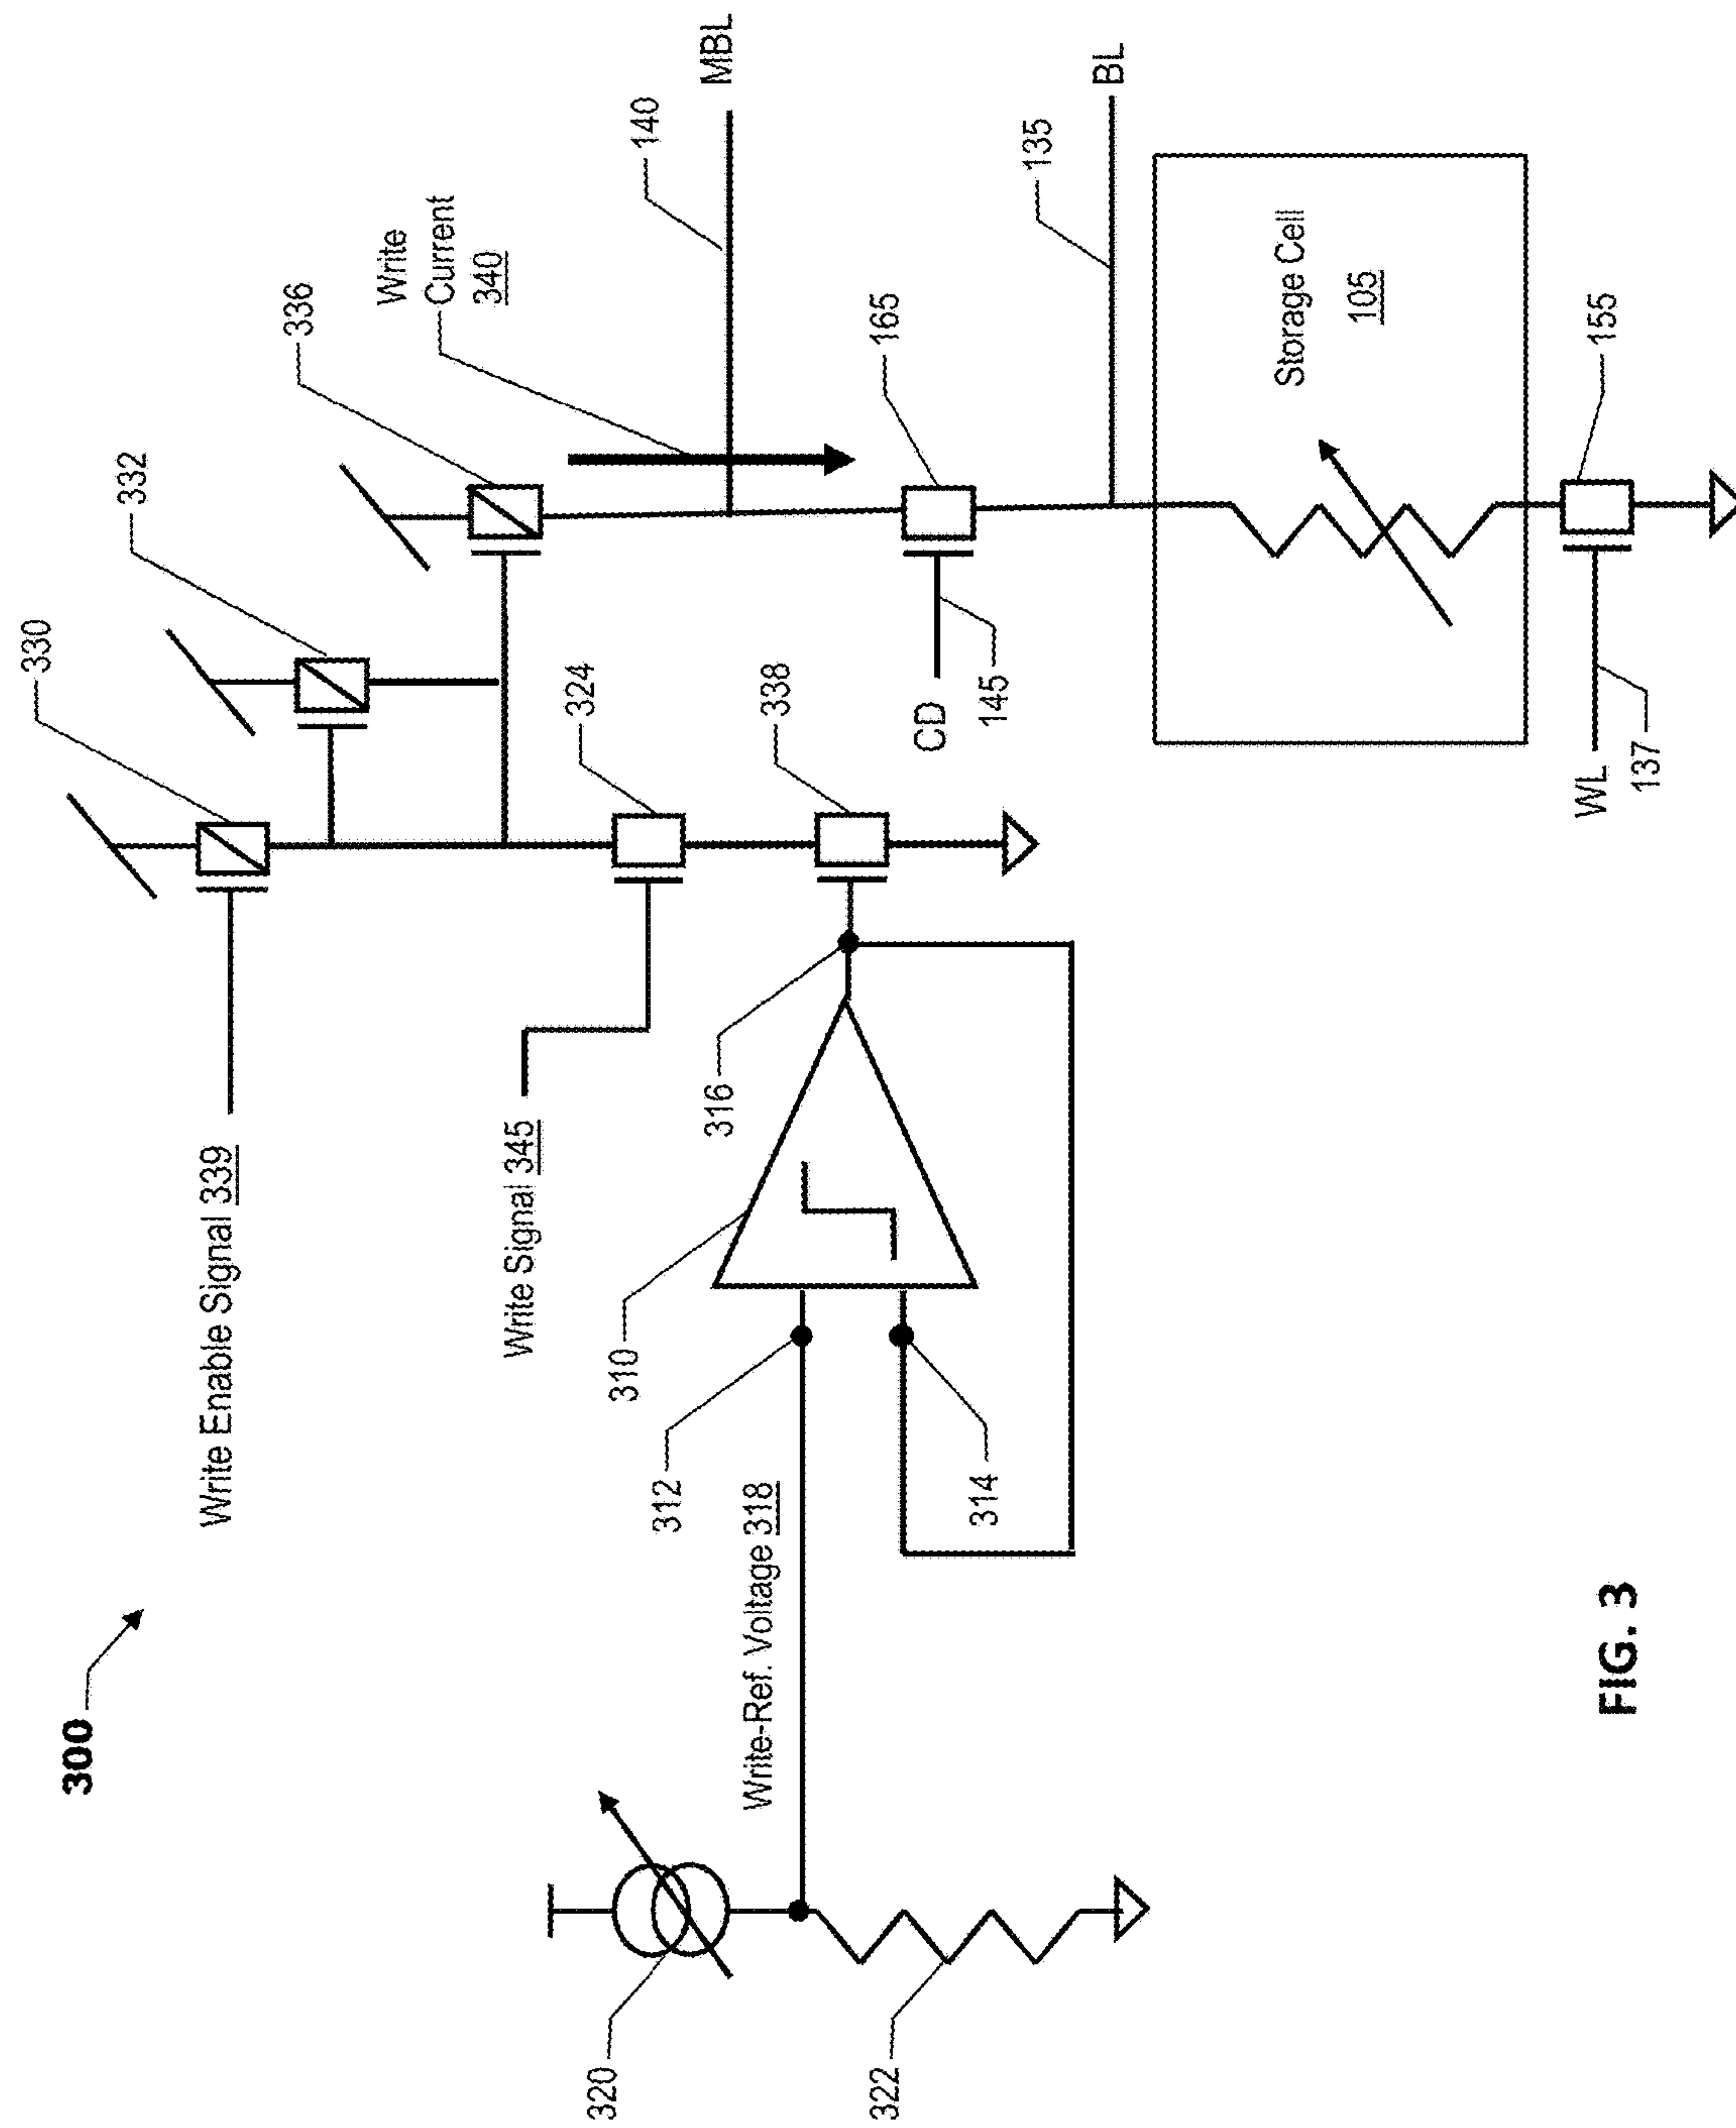 300
Write Enable Signal 339
330
332
336
Write
Current
340
140
MBL
Write Signal 345
324
338
CD
145
165
135
BL
320
322
Write-Ref. Voltage 318
312
314
310
316
Storage Cell
105
WL
137
155
FIG. 3